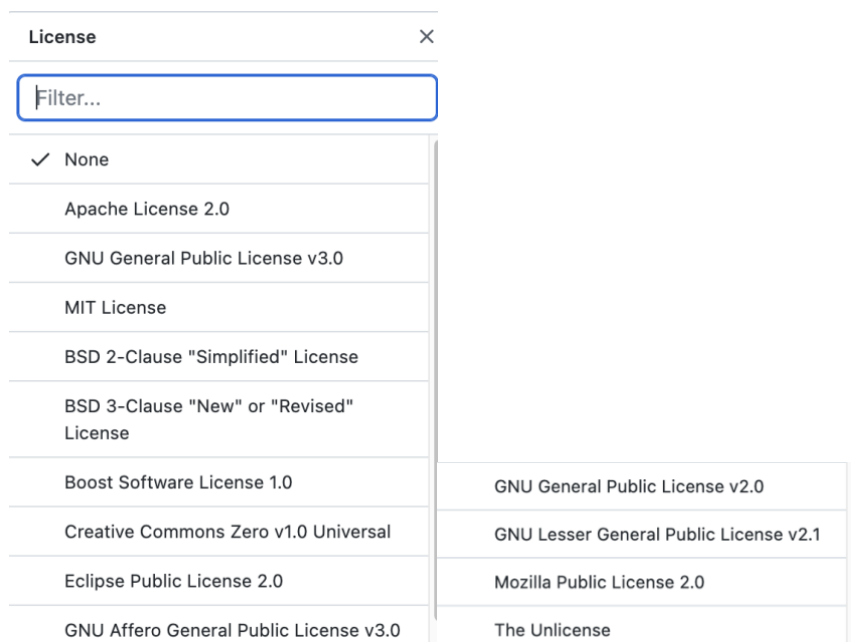 License
Filter...
None
Apache License 2.0
GNU General Public License v3.0
MIT License
BSD 2-Clause "Simplified" License
BSD 3-Clause "New" or "Revised"
License
Boost Software License 1.0
Creative Commons Zero v1.0 Universal
Eclipse Public License 2.0
GNU Affero General Public License v3.0
GNU General Public License v2.0
GNU Lesser General Public License v2.1
Mozilla Public License 2.0
The Unlicense